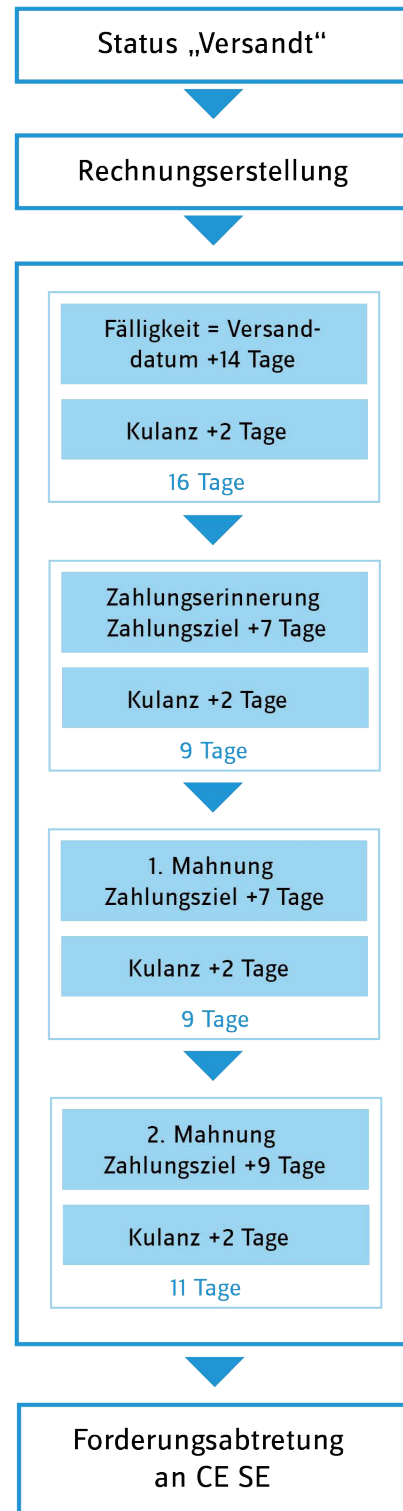 Status „Versandt“
Rechnungserstellung
Fälligkeit = Versand-
datum +14 Tage
Kulanz +2 Tage
16 Tage
Zahlungserinnerung
Zahlungsziel +7 Tage
Kulanz +2 Tage
9 Tage
1. Mahnung
Zahlungsziel +7 Tage
Kulanz +2 Tage
9 Tage
2. Mahnung
Zahlungsziel +9 Tage
Kulanz +2 Tage
11 Tage
Forderungsabtretung
an CE SE